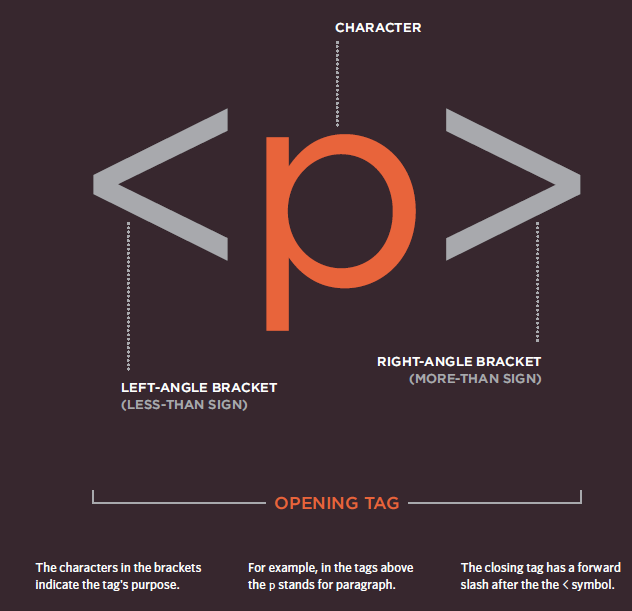 CHARACTER
<p>
LEFT-ANGLE BRACKET
(LESS-THAN SIGN)
RIGHT-ANGLE BRACKET
(MORE-THAN SIGN)
OPENING TAG
The characters in the brackets
indicate the tag's purpose.
For example, in the tags above
the p stands for paragraph.
The closing tag has a forward
slash after the the < symbol.